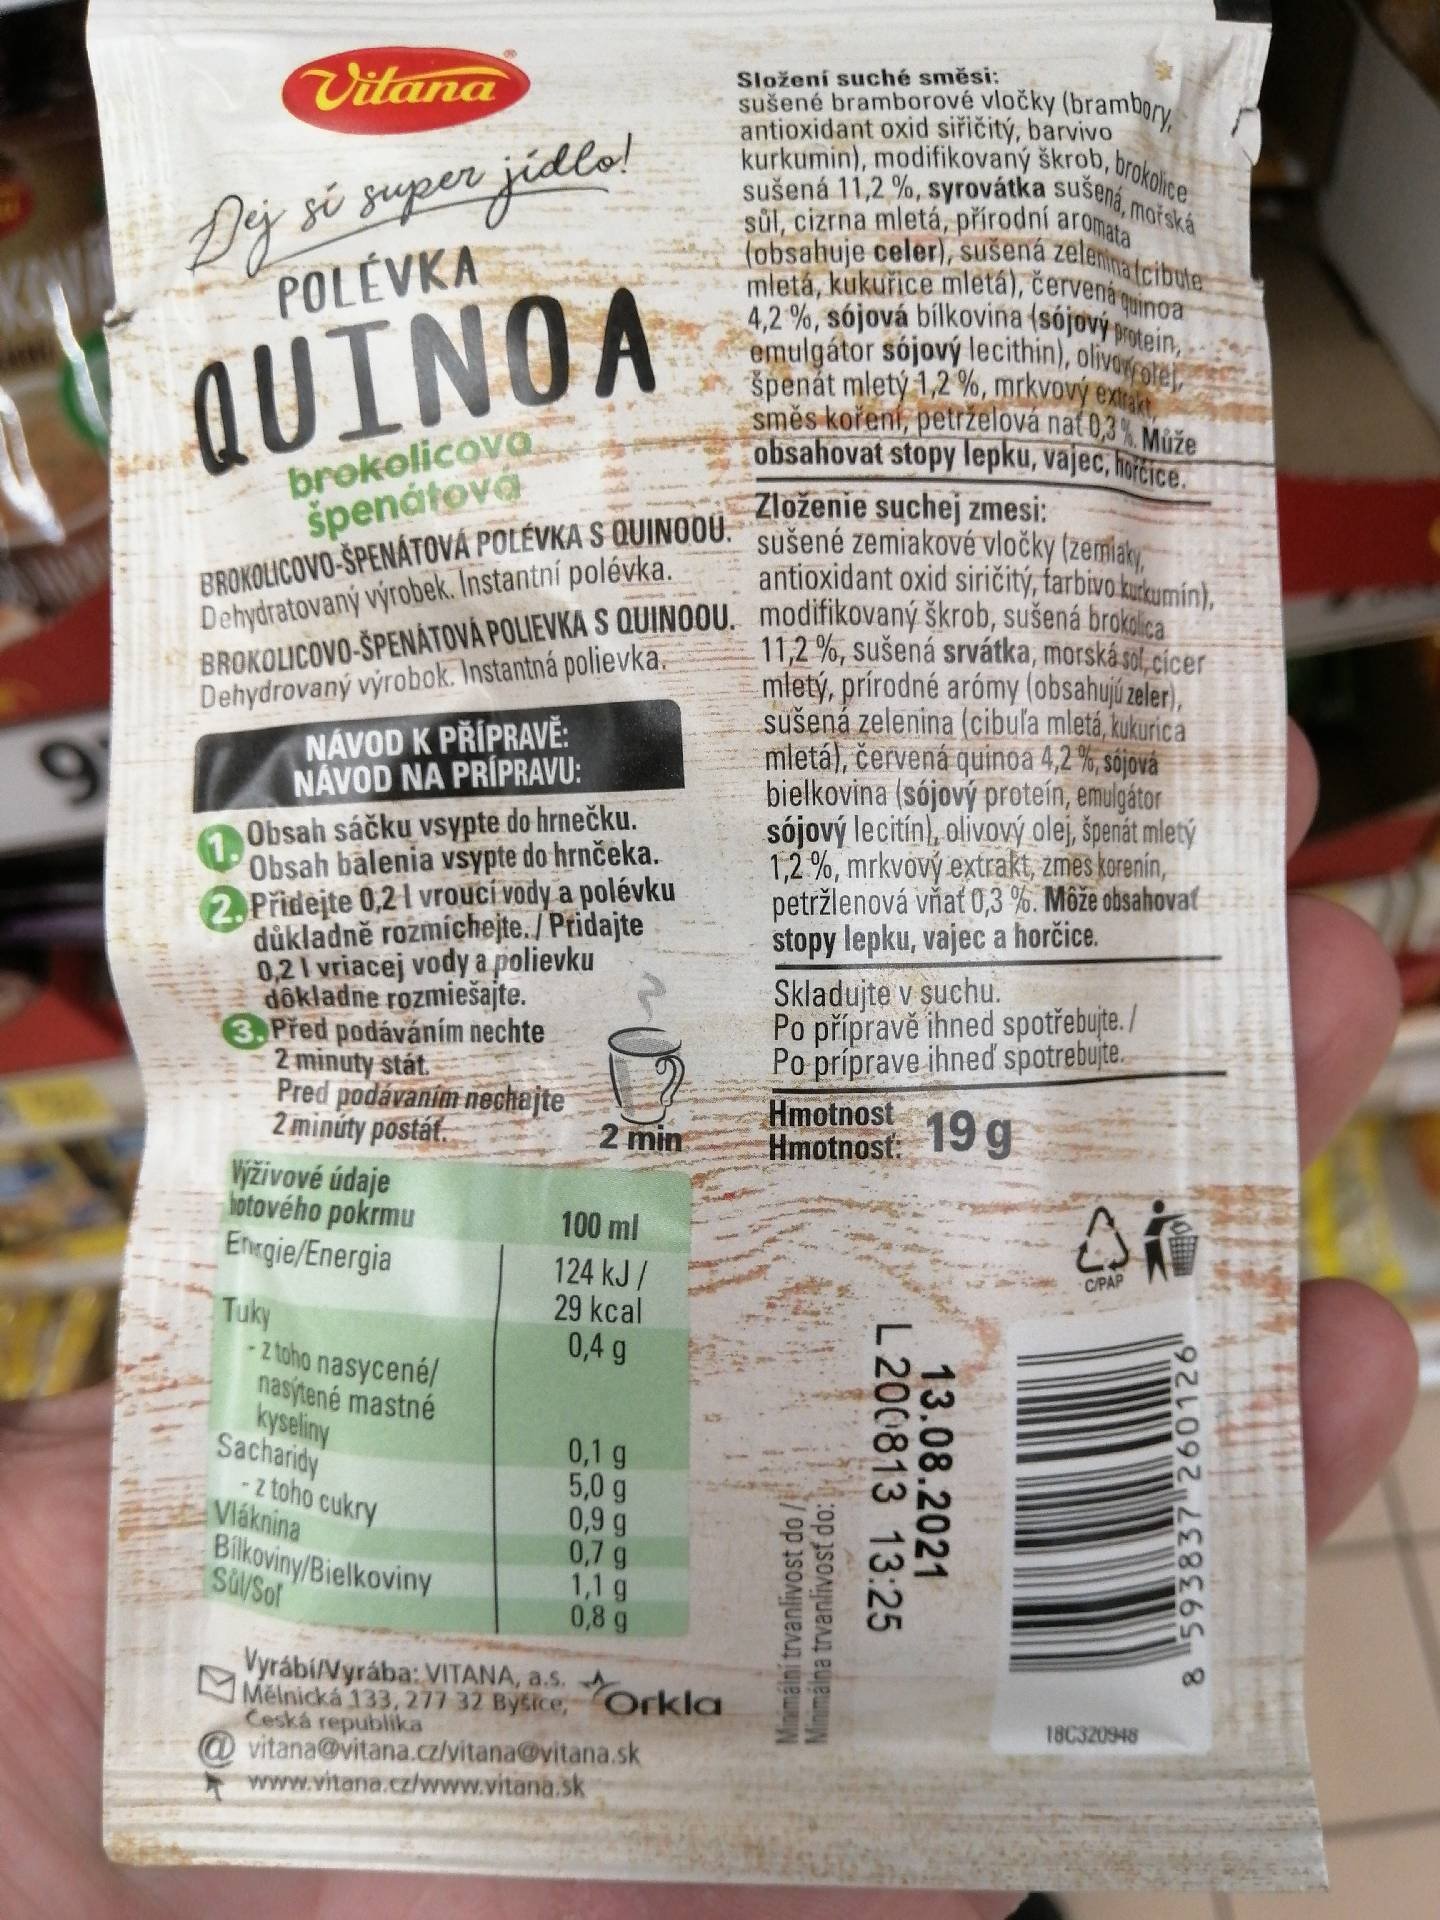 Vitana
Dej si super jídlo!
POLÉVKA
QUINOA
brokolicovo
špenátová
BROKOLICOVO-ŠPENÁTOVÁ POLÉVKA S QUINOOU.
Dehydratovaný výrobek. Instantní polévka.
BROKOLICOVO-ŠPENÁTOVÁ POLIEVKA S QUINOOU.
Dehydrovaný výrobok. Instantná polievka.
NÁVOD K PŘÍPRAVĚ:
NÁVOD NA PRÍPRAVU:
1. Obsah sáčku vsypte do hrnečku.
Obsah balenia vsypte do hrnčeka.
2. Přidejte 0,2 l vroucí vody a polévku
důkladně rozmíchejte. / Pridajte
0,2 l vriacej vody a polievku
dôkladne rozmiešajte.
3. Před podáváním nechte
2 minuty stát.
Pred podávaním nechajte
2 minúty postáť.
2 min
Výživové údaje
hotového pokrmu 100 ml
Energie/Energia 124 kJ /
29 kcal
Tuky 0,4 g
- z toho nasycené/
nasýtené mastné
kyseliny 0,1 g
Sacharidy 5,0 g
- z toho cukry 0,9 g
Vláknina 0,7 g
Bílkoviny/Bielkoviny 1,1 g
Sůl/Soľ 0,8 g
Vyrábí/Vyrába: VITANA, a.s.
Mělnická 133, 277 32 Byšice,
Česká republika
Orkla
@ vitana@vitana.cz/vitana@vitana.sk
www.vitana.cz/www.vitana.sk
Složení suché směsi:
sušené bramborové vločky (brambory,
antioxidant oxid siřičitý, barvivo
kurkumin), modifikovaný škrob, brokolice
sušená 11,2 %, syrovátka sušená, mořská
sůl, cizrna mletá, přírodní aromata
(obsahuje celer), sušená zelenina (cibule
mletá, kukuřice mletá), červená quinoa
4,2 %, sójová bílkovina (sójový protein,
emulgátor sójový lecithin), olivový olej,
špenát mletý 1,2 %, mrkvový extrakt,
směs koření, petrželová nať 0,3 %. Může
obsahovat stopy lepku, vajec, hořčice.
Zloženie suchej zmesi:
sušené zemiakové vločky (zemiaky,
antioxidant oxid siričitý, farbivo kurkumín),
modifikovaný škrob, sušená brokolica
11,2 %, sušená srvátka, morská soľ, cícer
mletý, prírodné arómy (obsahujú zeler),
sušená zelenina (cibuľa mletá, kukurica
mletá), červená quinoa 4,2 %, sójová
bielkovina (sójový proteín, emulgátor
sójový lecitín), olivový olej, špenát mletý
1,2 %, mrkvový extrakt, zmes korenín,
petržlenová vňať 0,3 %. Môže obsahovať
stopy lepku, vajec a horčice.
Skladujte v suchu.
Po přípravě ihned spotřebujte. /
Po príprave ihneď spotrebujte.
Hmotnost
Hmotnosť: 19 g
C/PAP
Minimální trvanlivost do /
Minimálna trvanlivosť do:
13.08.2021
L 200813 13:25
8 593837 260126
18C320948
9